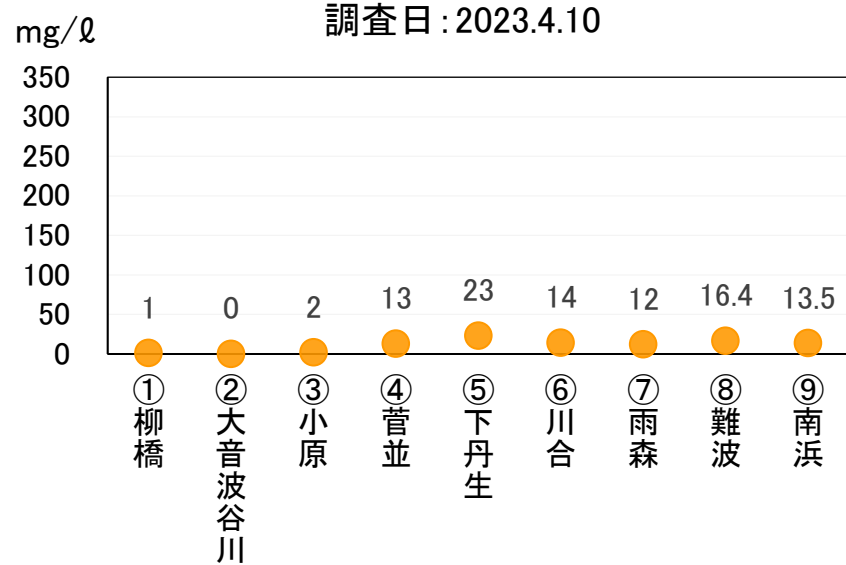 調査日:2023.4.10
mg/ℓ
350
300
250
200
150
100
50
0
1
0
2
13
23
14
12
16.4
13.5
①柳橋
②大音波谷川
③小原
④菅並
⑤下丹生
⑥川合
⑦雨森
⑧難波
⑨南浜